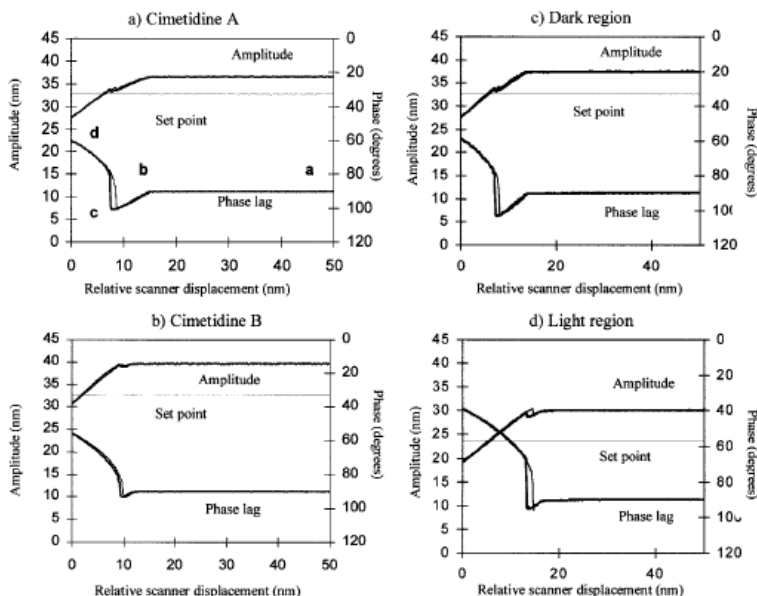 a) Cimetidine A
45
40
35
30
25
20
15
10
5
0
Amplitude (nm)
0
20
40
60
80
100
120
Phase (degrees)
Amplitude
Set point
d
b
a
c
Phase lag
0 10 20 30 40 50
Relative scanner displacement (nm)
c) Dark region
45
40
35
30
25
20
15
10
5
0
Amplitude (nm)
0
20
40
60
80
120
Phase (degrees)
Amplitude
Set point
Phase lag
0 20 40
Relative scanner displacement (nm)
b) Cimetidine B
45
40
35
30
25
20
15
10
5
0
Amplitude (nm)
0
20
40
60
80
100
120
Phase (degrees)
Amplitude
Set point
Phase lag
0 10 20 30 40 50
Relative scanner displacement (nm)
d) Light region
45
40
35
30
25
20
15
10
5
0
Amplitude (nm)
0
20
40
60
80
120
Phase (degrees)
Amplitude
Set point
Phase lag
0 20 40
Relative scanner displacement (nm)